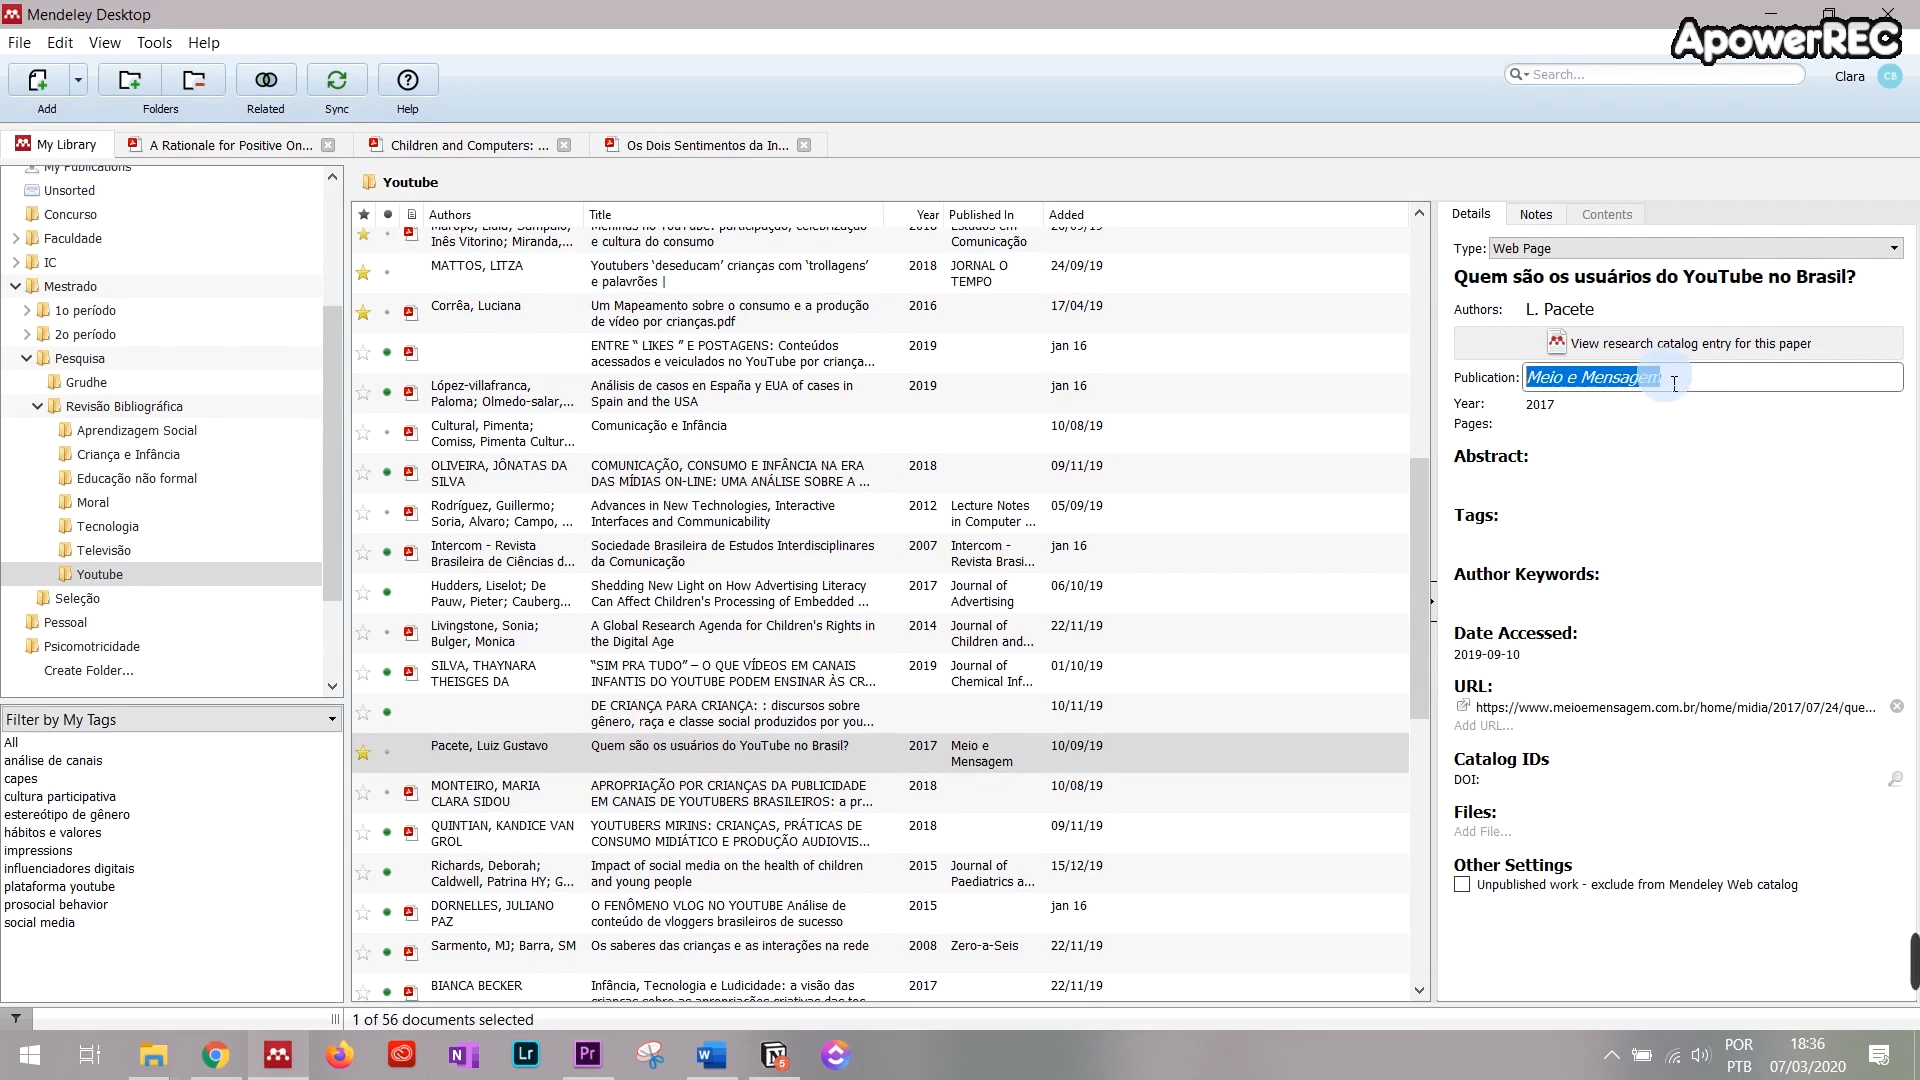 Mendeley Desktop
ApowerREC
File Edit View Tools Help
Search...
Clara CB
Add Folders Related Sync Help
My Library A Rationale for Positive On... Children and Computers: ... Os Dois Sentimentos da In...
My Publications
Unsorted
Concurso
Faculdade
IC
Mestrado
1o período
2o período
Pesquisa
Grudhe
Revisão Bibliográfica
Aprendizagem Social
Criança e Infância
Educação não formal
Moral
Tecnologia
Televisão
Youtube
Seleção
Pessoal
Psicomotricidade
Create Folder...
Filter by My Tags
All
análise de canais
capes
cultura participativa
estereótipo de gênero
hábitos e valores
impressions
influenciadores digitais
plataforma youtube
prosocial behavior
social media
Youtube
Authors Title Year Published In Added
Inês Vitorino; Miranda,... e cultura do consumo Comunicação
MATTOS, LITZA Youtubers ‘deseducam’ crianças com ‘trollagens’ 2018 JORNAL O 24/09/19
e palavrões | TEMPO
Corrêa, Luciana Um Mapeamento sobre o consumo e a produção 2016 17/04/19
de vídeo por crianças.pdf
ENTRE “ LIKES ” E POSTAGENS: Conteúdos 2019 jan 16
acessados e veiculados no YouTube por criança...
López-villafranca, Análisis de casos en España y EUA of cases in 2019 jan 16
Paloma; Olmedo-salar,... Spain and the USA
Cultural, Pimenta; Comunicação e Infância 10/08/19
Comiss, Pimenta Cultur...
OLIVEIRA, JÔNATAS DA COMUNICAÇÃO, CONSUMO E INFÂNCIA NA ERA 2018 09/11/19
SILVA DAS MÍDIAS ON-LINE: UMA ANÁLISE SOBRE A ...
Rodríguez, Guillermo; Advances in New Technologies, Interactive 2012 Lecture Notes 05/09/19
Soria, Alvaro; Campo, ... Interfaces and Communicability in Computer ...
Intercom - Revista Sociedade Brasileira de Estudos Interdisciplinares 2007 Intercom - jan 16
Brasileira de Ciências d... da Comunicação Revista Brasi...
Hudders, Liselot; De Shedding New Light on How Advertising Literacy 2017 Journal of 06/10/19
Pauw, Pieter; Cauberg... Can Affect Children's Processing of Embedded ... Advertising
Livingstone, Sonia; A Global Research Agenda for Children's Rights in 2014 Journal of 22/11/19
Bulger, Monica the Digital Age Children and...
SILVA, THAYNARA “SIM PRA TUDO” – O QUE VÍDEOS EM CANAIS 2019 Journal of 01/10/19
THEISGES DA INFANTIS DO YOUTUBE PODEM ENSINAR ÀS CR... Chemical Inf...
DE CRIANÇA PARA CRIANÇA: : discursos sobre 10/11/19
gênero, raça e classe social produzidos por you...
Pacete, Luiz Gustavo Quem são os usuários do YouTube no Brasil? 2017 Meio e 10/09/19
Mensagem
MONTEIRO, MARIA APROPRIAÇÃO POR CRIANÇAS DA PUBLICIDADE 2018 10/08/19
CLARA SIDOU EM CANAIS DE YOUTUBERS BRASILEIROS: a pr...
QUINTIAN, KANDICE VAN YOUTUBERS MIRINS: CRIANÇAS, PRÁTICAS DE 2018 09/11/19
GROL CONSUMO MIDIÁTICO E PRODUÇÃO AUDIOVIS...
Richards, Deborah; Impact of social media on the health of children 2015 Journal of 15/12/19
Caldwell, Patrina HY; G... and young people Paediatrics a...
DORNELLES, JULIANO O FENÔMENO VLOG NO YOUTUBE Análise de 2015 jan 16
PAZ conteúdo de vloggers brasileiros de sucesso
Sarmento, MJ; Barra, SM Os saberes das crianças e as interações na rede 2008 Zero-a-Seis 22/11/19
BIANCA BECKER Infância, Tecnologia e Ludicidade: a visão das 2017 22/11/19
1 of 56 documents selected
Details Notes Contents
Type: Web Page
Quem são os usuários do YouTube no Brasil?
Authors: L. Pacete
View research catalog entry for this paper
Publication: Meio e Mensagem
Year: 2017
Pages:
Abstract:
Tags:
Author Keywords:
Date Accessed:
2019-09-10
URL:
https://www.meioemensagem.com.br/home/midia/2017/07/24/que...
Add URL...
Catalog IDs
DOI:
Files:
Add File...
Other Settings
Unpublished work - exclude from Mendeley Web catalog
N Lr Pr W 5
POR 18:36
PTB 07/03/2020